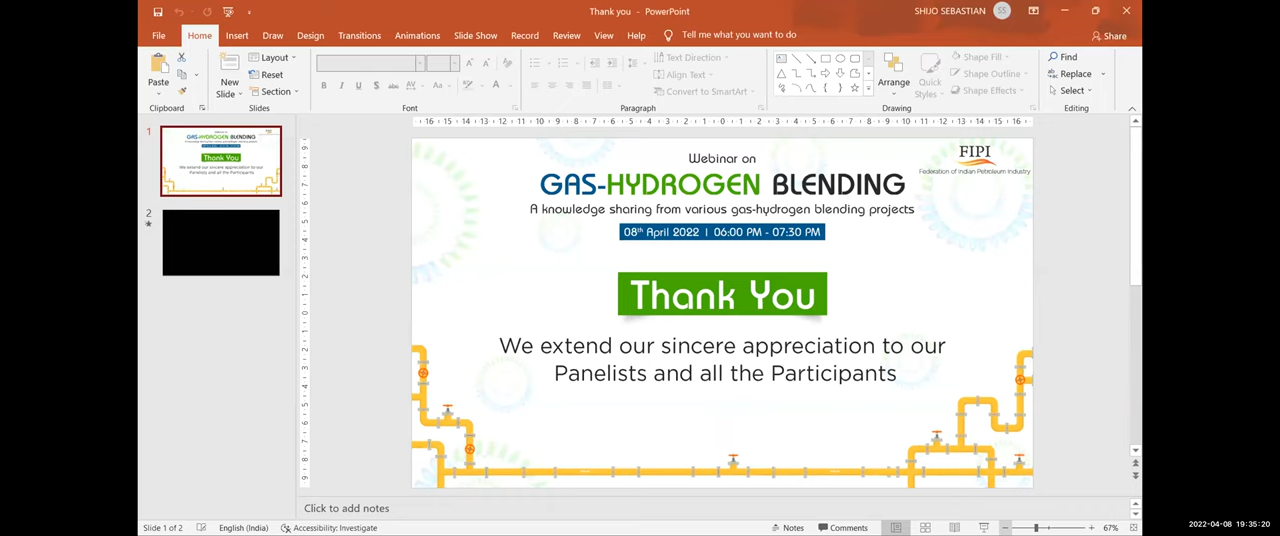 Thank you - PowerPoint
SHIJO SEBASTIAN
SS
File Home Insert Draw Design Transitions Animations Slide Show Record Review View Help Tell me what you want to do
Share
Paste
Clipboard
New Slide
Layout
Reset
Section
Slides
Font
Text Direction
Align Text
Convert to SmartArt
Paragraph
Arrange
Quick Styles
Shape Fill
Shape Outline
Shape Effects
Drawing
Find
Replace
Select
Editing
1
2
Webinar on
GAS-HYDROGEN BLENDING
A knowledge sharing from various gas-hydrogen blending projects
08th April 2022 | 06:00 PM - 07:30 PM
FIPI
Federation of Indian Petroleum Industry
Thank You
We extend our sincere appreciation to our
Panelists and all the Participants
Click to add notes
Slide 1 of 2
English (India)
Accessibility: Investigate
Notes
Comments
67%
2022-04-08 19:35:20